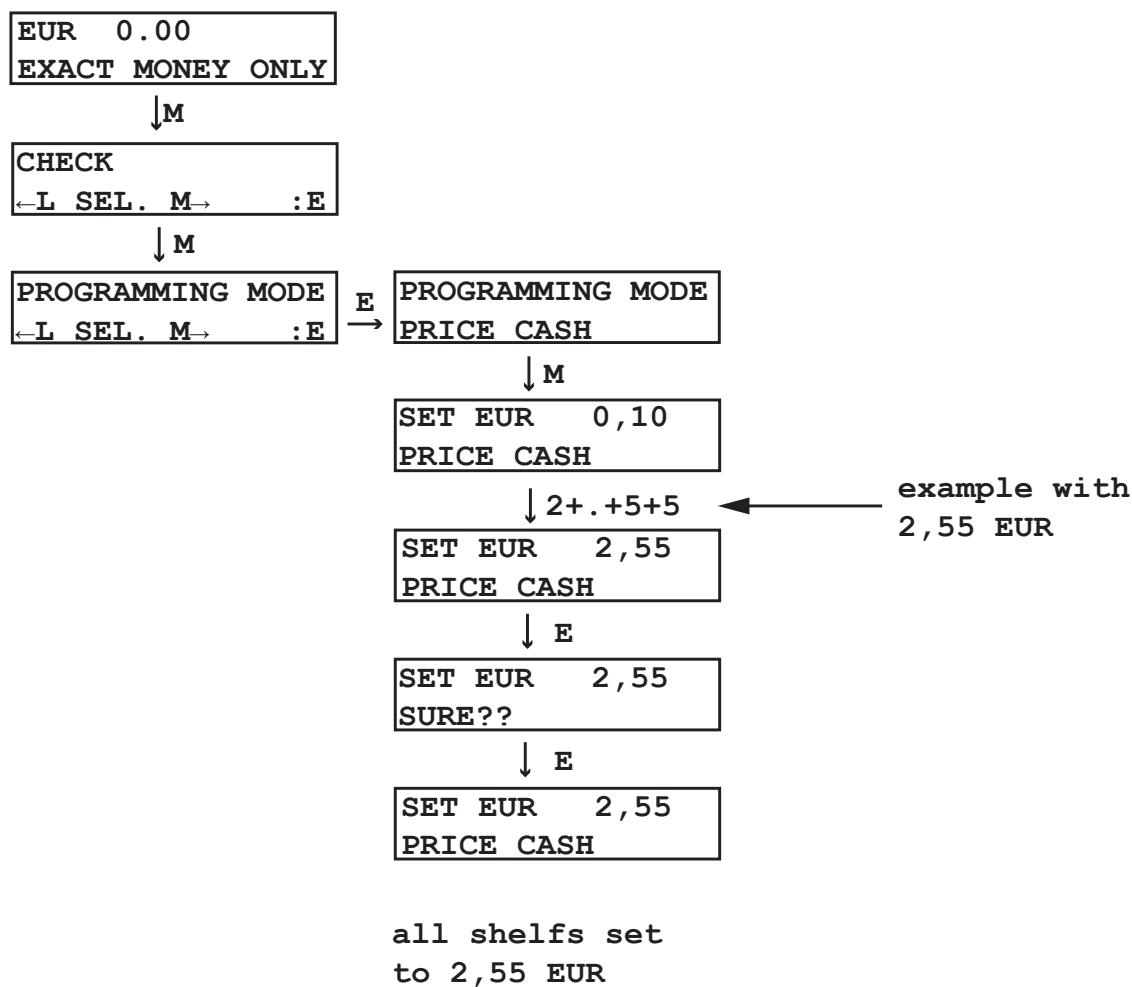 EUR 0.00
EXACT MONEY ONLY
↓M
CHECK
←L SEL. M→ :E
↓M
PROGRAMMING MODE
←L SEL. M→ :E
E
→
PROGRAMMING MODE
PRICE CASH
↓M
SET EUR 0,10
PRICE CASH
↓2+.+5+5
example with
2,55 EUR
SET EUR 2,55
PRICE CASH
↓ E
SET EUR 2,55
SURE??
↓ E
SET EUR 2,55
PRICE CASH
all shelfs set
to 2,55 EUR